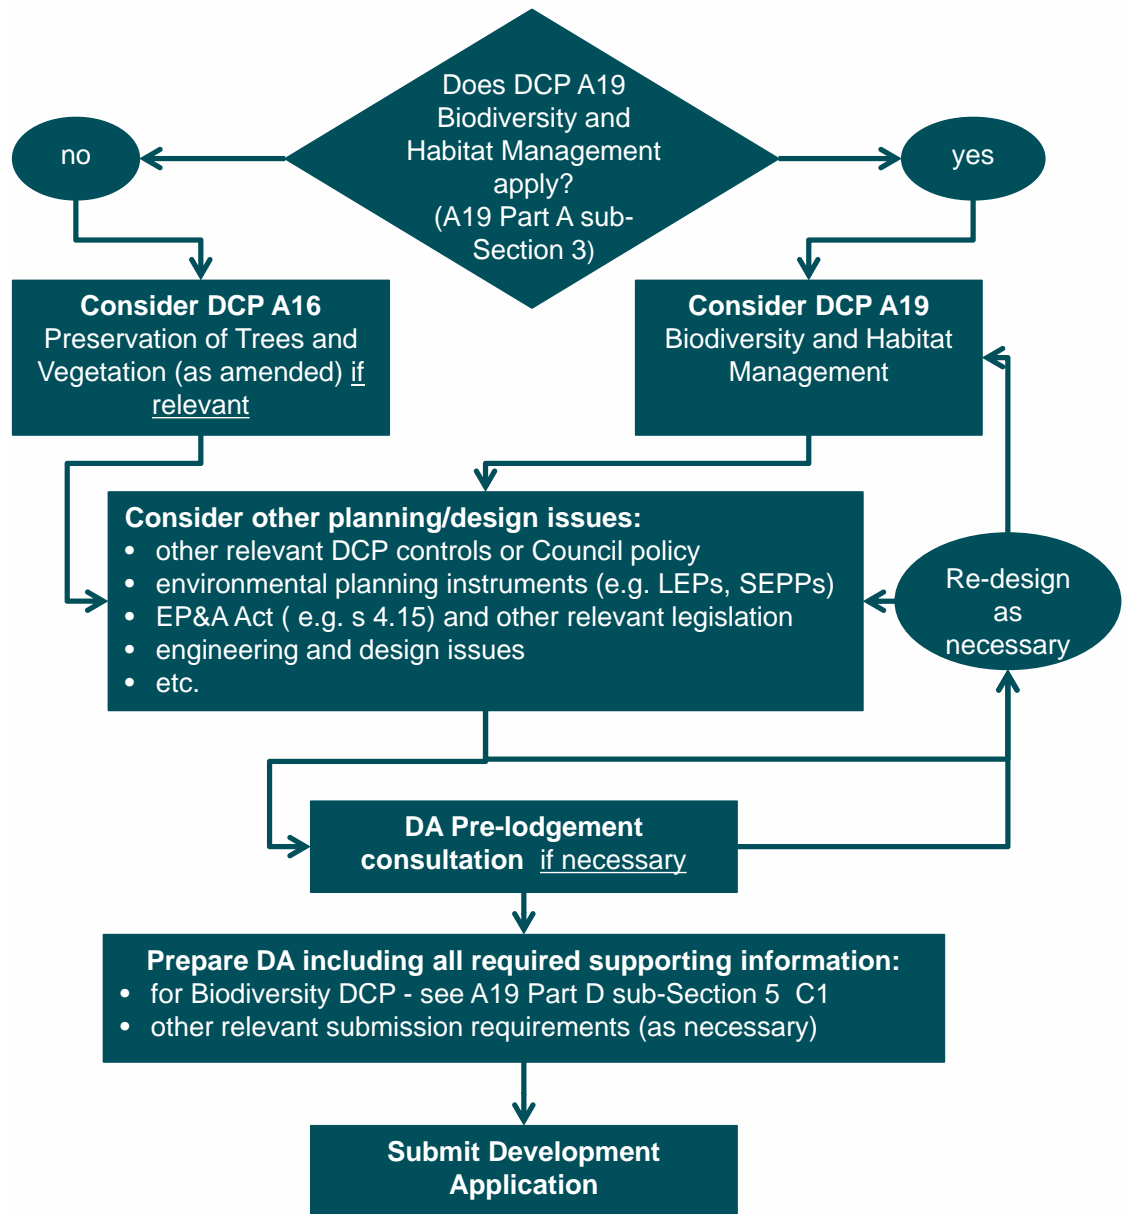 Does DCP A19
Biodiversity and
Habitat Management
apply?
(A19 Part A sub-
Section 3)
no
yes
Consider DCP A16
Preservation of Trees and
Vegetation (as amended) if
relevant
Consider DCP A19
Biodiversity and Habitat
Management
Consider other planning/design issues:
• other relevant DCP controls or Council policy
• environmental planning instruments (e.g. LEPs, SEPPs)
• EP&A Act ( e.g. s 4.15) and other relevant legislation
• engineering and design issues
• etc.
Re-design
as
necessary
DA Pre-lodgement
consultation if necessary
Prepare DA including all required supporting information:
• for Biodiversity DCP - see A19 Part D sub-Section 5 C1
• other relevant submission requirements (as necessary)
Submit Development
Application